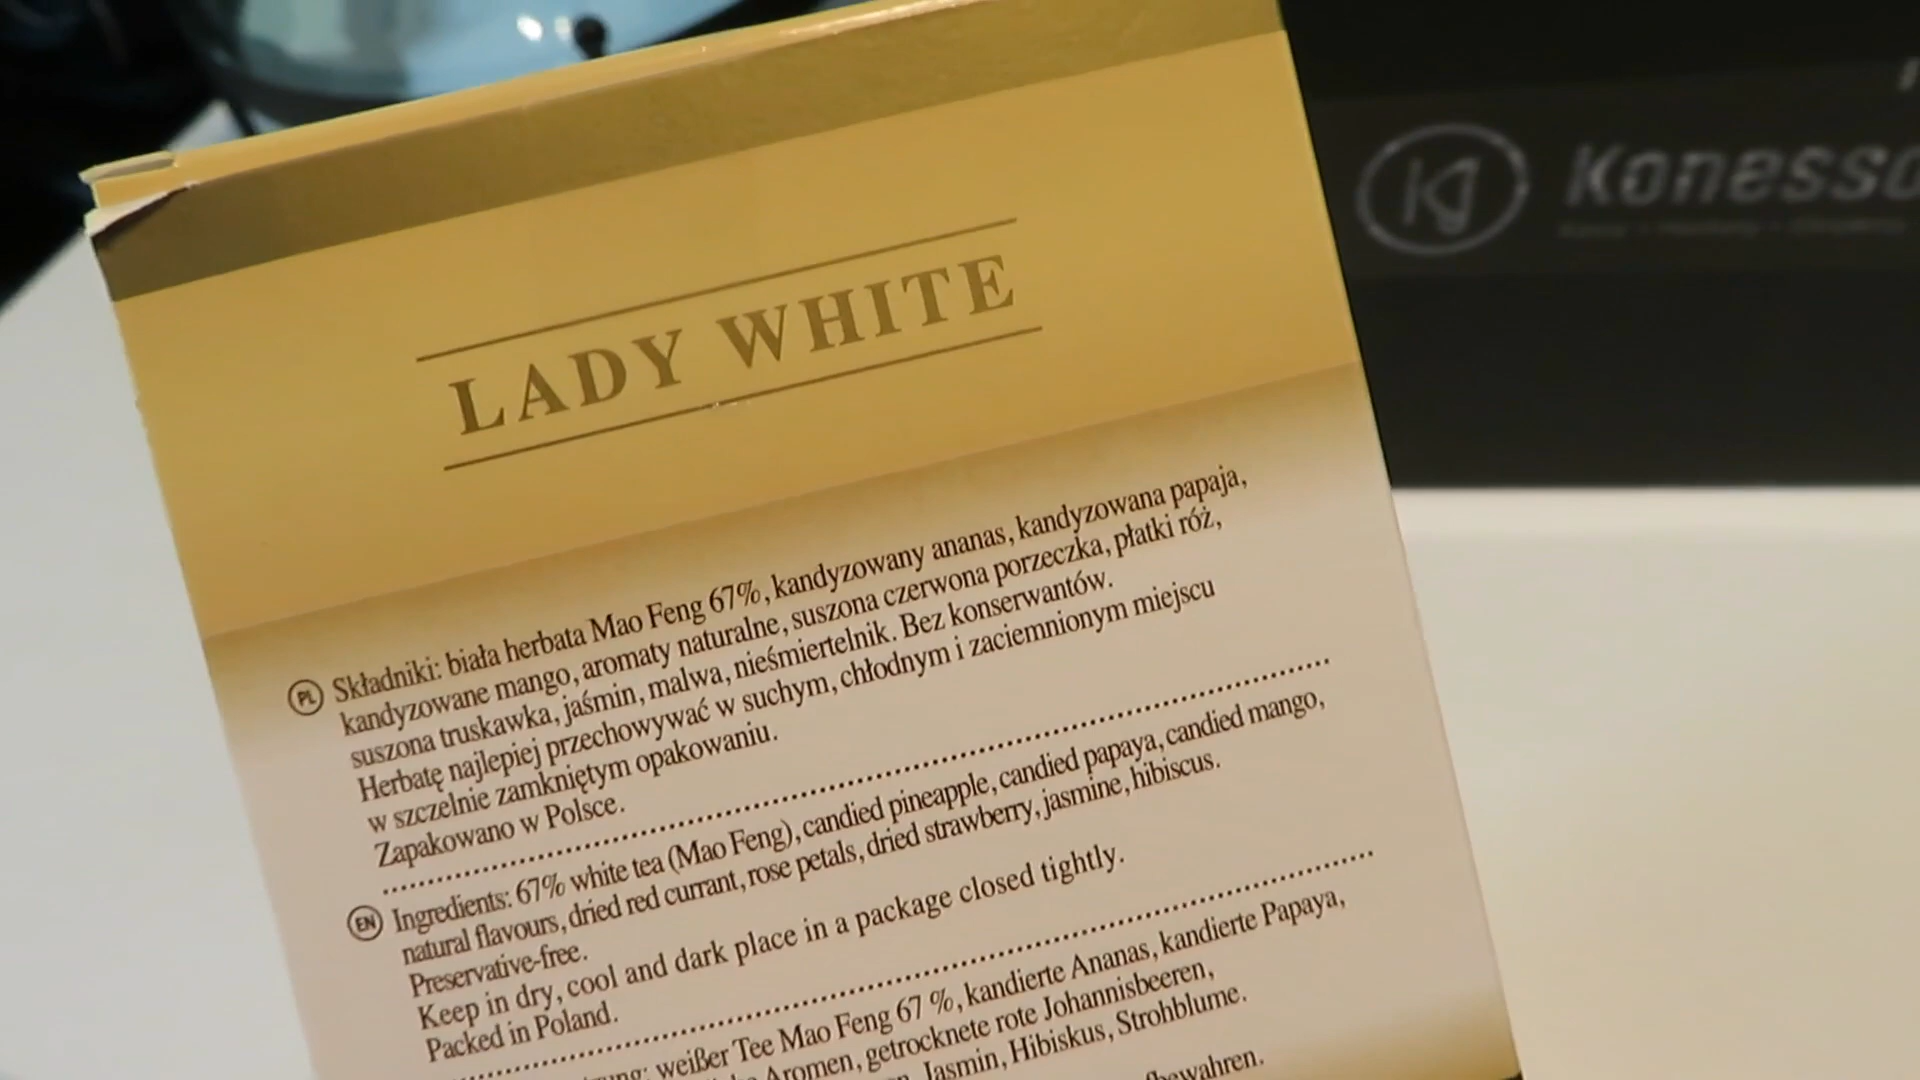 Konesso
LADY WHITE
PL Składniki: biała herbata Mao Feng 67%, kandyzowany ananas, kandyzowana papaja,
kandyzowane mango, aromaty naturalne, suszona czerwona porzeczka, płatki róż,
suszona truskawka, jaśmin, malwa, nieśmiertelnik. Bez konserwantów.
Herbatę najlepiej przechowywać w suchym, chłodnym i zaciemnionym miejscu
w szczelnie zamkniętym opakowaniu.
Zapakowano w Polsce.
EN Ingredients: 67% white tea (Mao Feng), candied pineapple, candied papaya, candied mango,
natural flavours, dried red currant, rose petals, dried strawberry, jasmine, hibiscus.
Preservative-free.
Keep in dry, cool and dark place in a package closed tightly.
Packed in Poland.
weißer Tee Mao Feng 67 %, kandierte Ananas, kandierte Papaya,
Aromen, getrocknete rote Johannisbeeren,
Jasmin, Hibiskus, Strohblume.